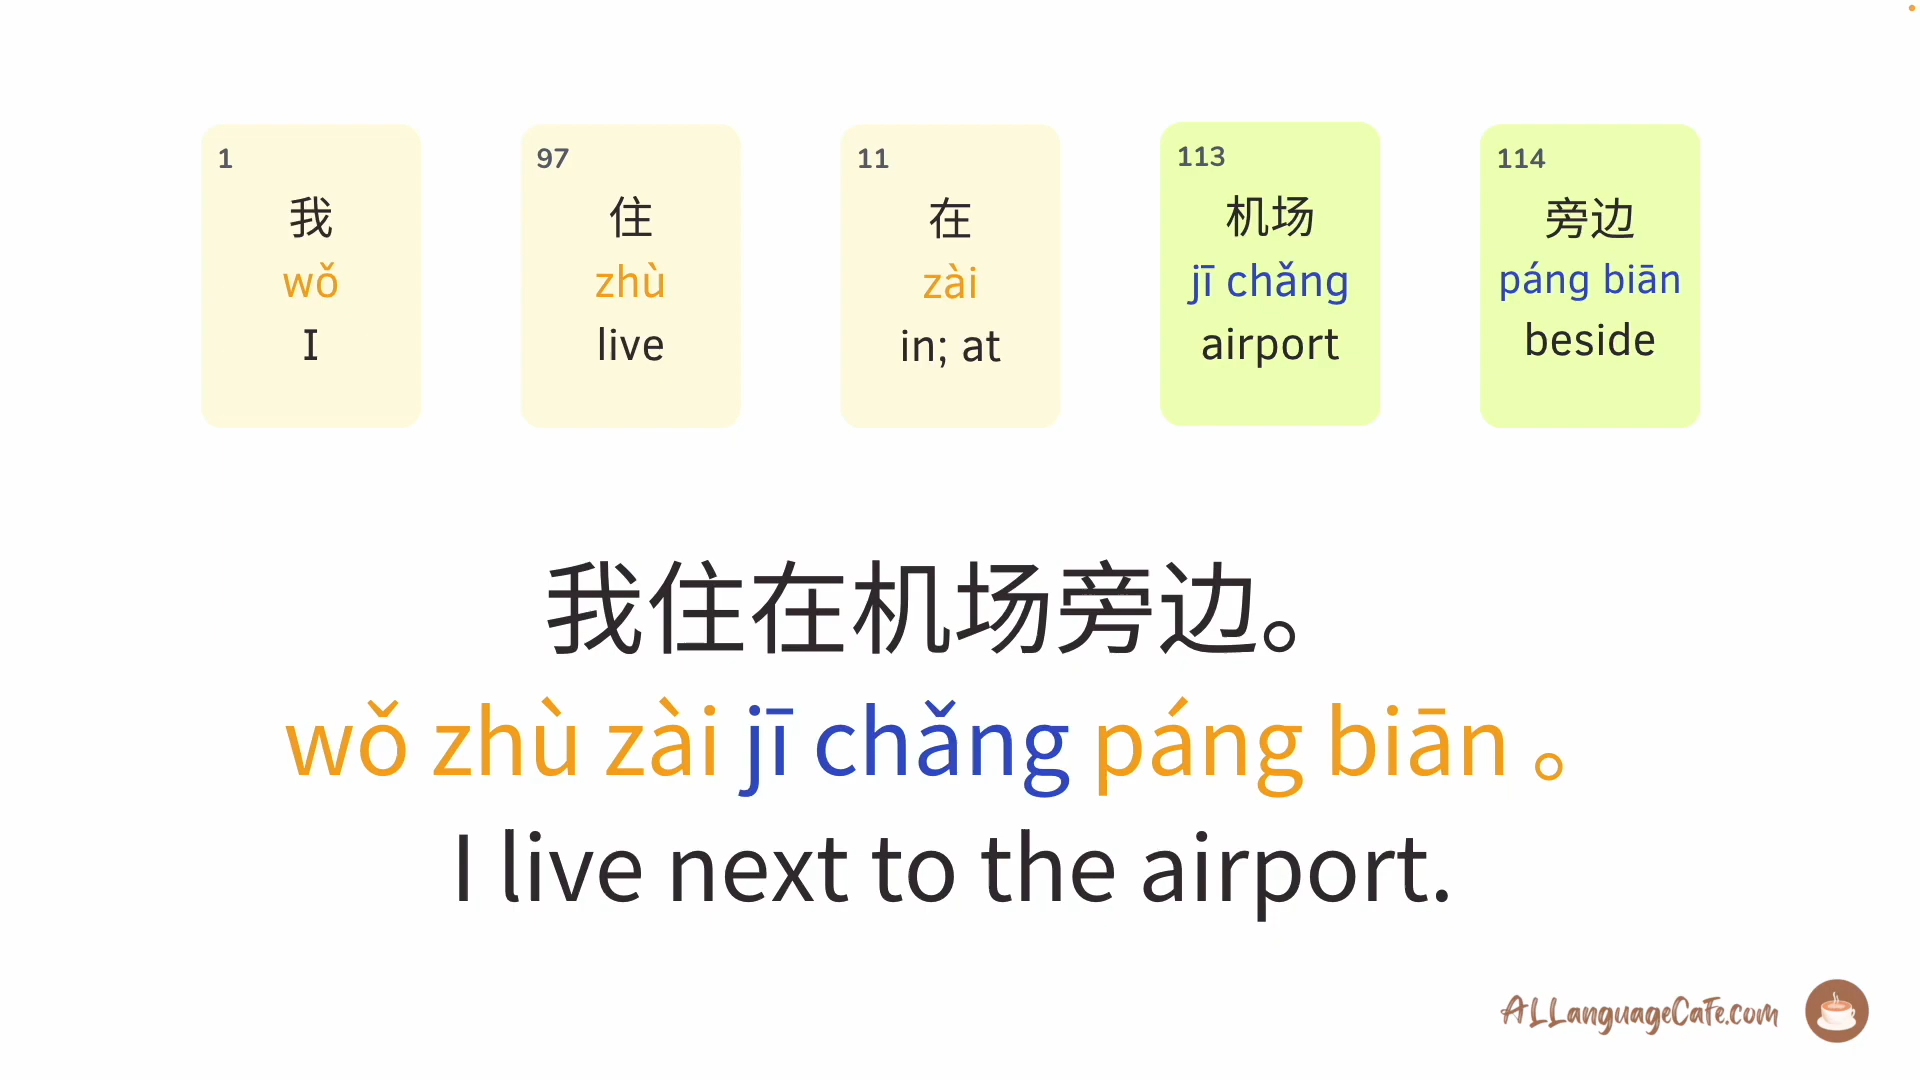 1
我
wǒ
I
97
住
zhù
live
11
在
zài
in; at
113
机场
jī chǎng
airport
114
旁边
páng biān
beside
我住在机场旁边。
wǒ zhù zài jī chǎng páng biān 。
I live next to the airport.
ALLanguageCafe.com